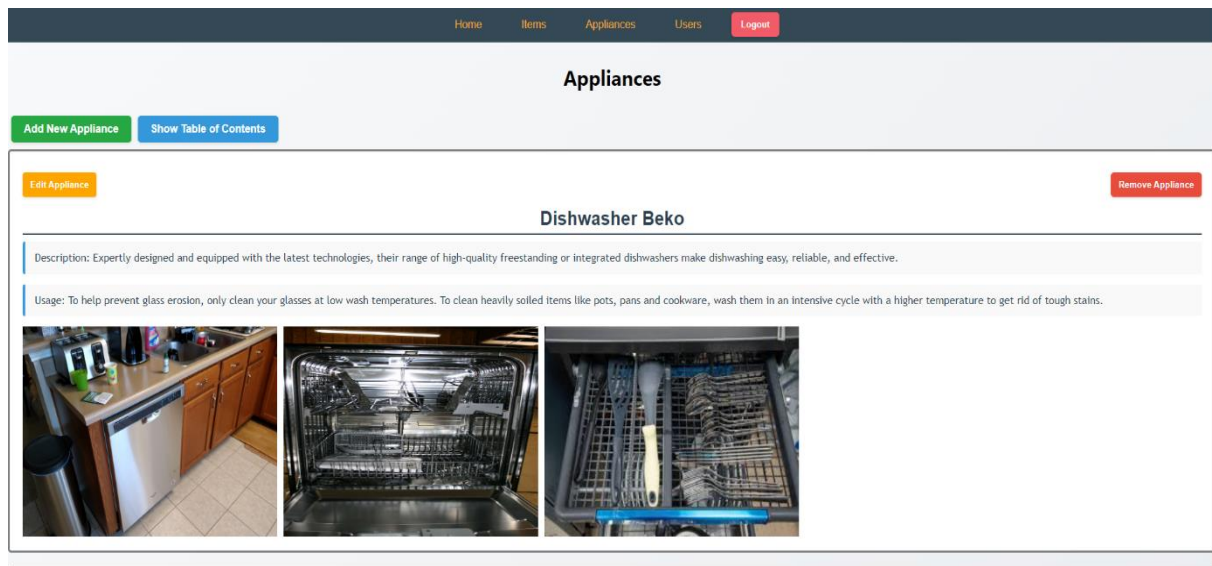 Home Items Appliances Users Logout
Appliances
Add New Appliance Show Table of Contents
Edit Appliance Remove Appliance
Dishwasher Beko
Description: Expertly designed and equipped with the latest technologies, their range of high-quality freestanding or integrated dishwashers make dishwashing easy, reliable, and effective.
Usage: To help prevent glass erosion, only clean your glasses at low wash temperatures. To clean heavily soiled items like pots, pans and cookware, wash them in an intensive cycle with a higher temperature to get rid of tough stains.